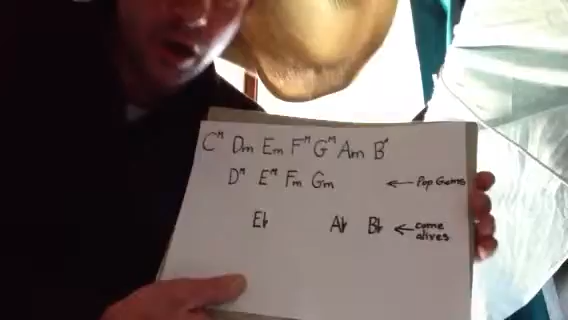 Cᴹ Dm Em Fᴹ Gᴹ Am B°
Dᴹ Eᴹ Fm Gm ← Pop Gems
E♭ A♭ B♭ ← come
alives